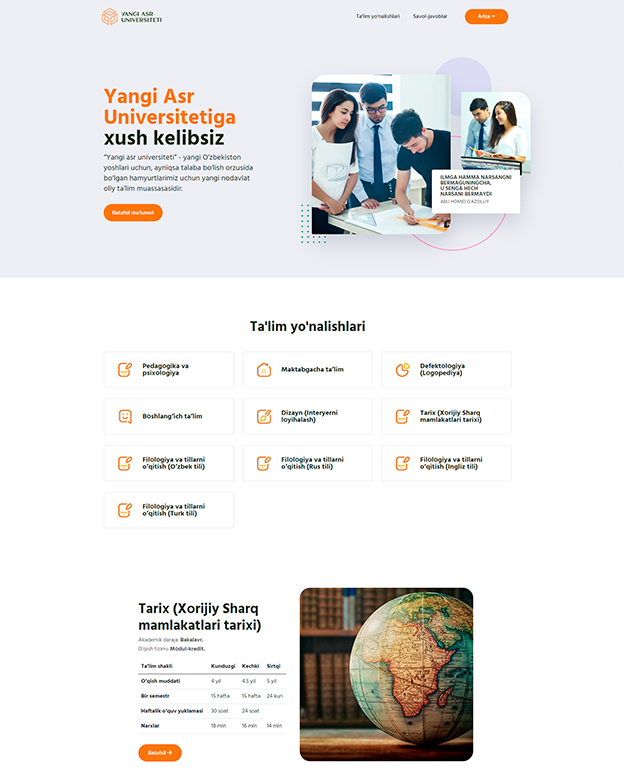 YANGI ASR
UNIVERSITETI
Ta'lim yo'nalishlari
Savol-javoblar
Ariza
Yangi Asr
Universitetiga
xush kelibsiz
“Yangi asr universiteti” - yangi O‘zbekiston
yoshlari uchun, ayniqsa talaba bo‘lish orzusida
bo‘lgan hamyurtlarimiz uchun yangi nodavlat
oliy ta’lim muassasasidir.
Batafsil ma'lumot
ILMGA HAMMA NARSANGNI
BERMAGUNINGCHA,
U SENGA HECH
NARSANI BERMAYDI
ABU HOMID G'AZOLIY
Ta'lim yo'nalishlari
Pedagogika va
psixologiya
Maktabgacha ta’lim
Defektologiya
(Logopediya)
Boshlang‘ich ta’lim
Dizayn (Interyerni
loyihalash)
Tarix (Xorijiy Sharq
mamlakatlari tarixi)
Filologiya va tillarni
o‘qitish (O‘zbek tili)
Filologiya va tillarni
o‘qitish (Rus tili)
Filologiya va tillarni
o‘qitish (Ingliz tili)
Filologiya va tillarni
o‘qitish (Turk tili)
Tarix (Xorijiy Sharq
mamlakatlari tarixi)
Akademik daraja: Bakalavr.
O'qish tizimi: Modul-kredit.
Ta’lim shakli Kunduzgi Kechki Sirtqi
O‘qish muddati 4 yil 4.5 yil 5 yil
Bir semestr 15 hafta 15 hafta 24 kun
Haftalik o‘quv yuklamasi 30 soat 24 soat
Narxlar 18 mln 16 mln 14 mln
Batafsil →